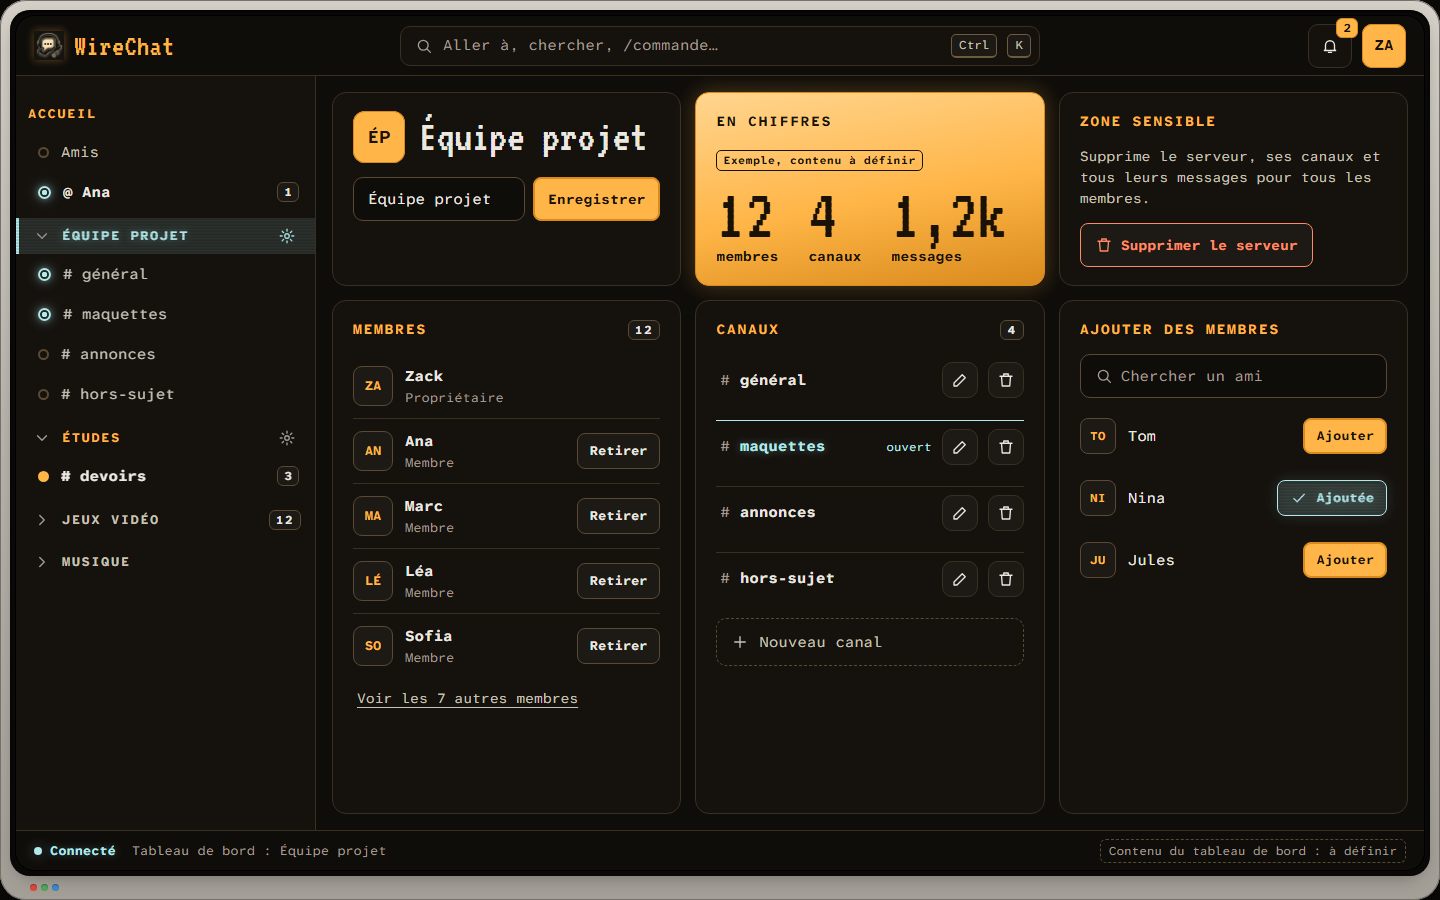 WireChat
Aller à, chercher, /commande…
Ctrl K
2
ZA
ACCUEIL
Amis
@ Ana 1
ÉQUIPE PROJET
# général
# maquettes
# annonces
# hors-sujet
ÉTUDES
# devoirs 3
JEUX VIDÉO 12
MUSIQUE
ÉP Équipe projet
Équipe projet Enregistrer
EN CHIFFRES
Exemple, contenu à définir
12 4 1,2k
membres canaux messages
ZONE SENSIBLE
Supprime le serveur, ses canaux et
tous leurs messages pour tous les
membres.
Supprimer le serveur
MEMBRES 12
ZA Zack
Propriétaire
AN Ana
Membre
Retirer
MA Marc
Membre
Retirer
LÉ Léa
Membre
Retirer
SO Sofia
Membre
Retirer
Voir les 7 autres membres
CANAUX 4
# général
# maquettes ouvert
# annonces
# hors-sujet
+ Nouveau canal
AJOUTER DES MEMBRES
Chercher un ami
TO Tom Ajouter
NI Nina Ajoutée
JU Jules Ajouter
Connecté Tableau de bord : Équipe projet
Contenu du tableau de bord : à définir